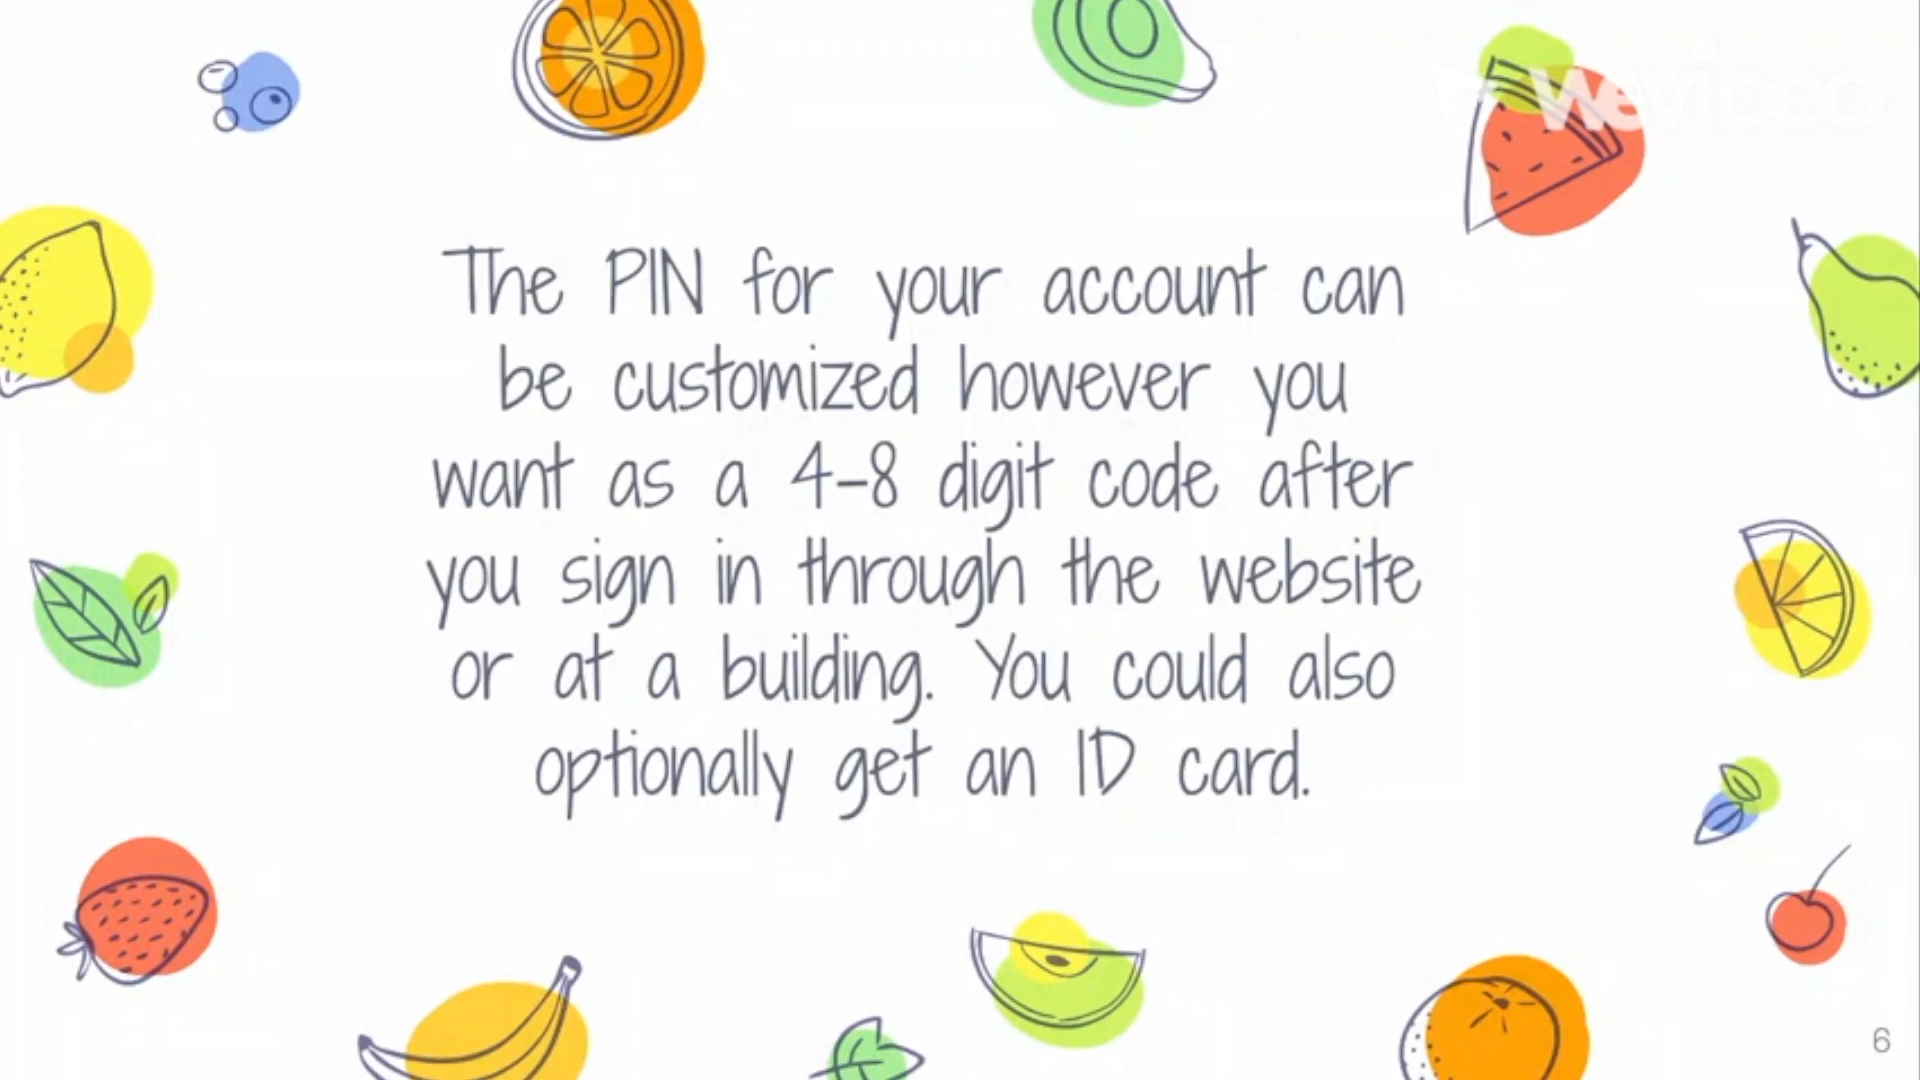 WeVideo
The PIN for your account can
be customized however you
want as a 4-8 digit code after
you sign in through the website
or at a building. You could also
optionally get an ID card.
6